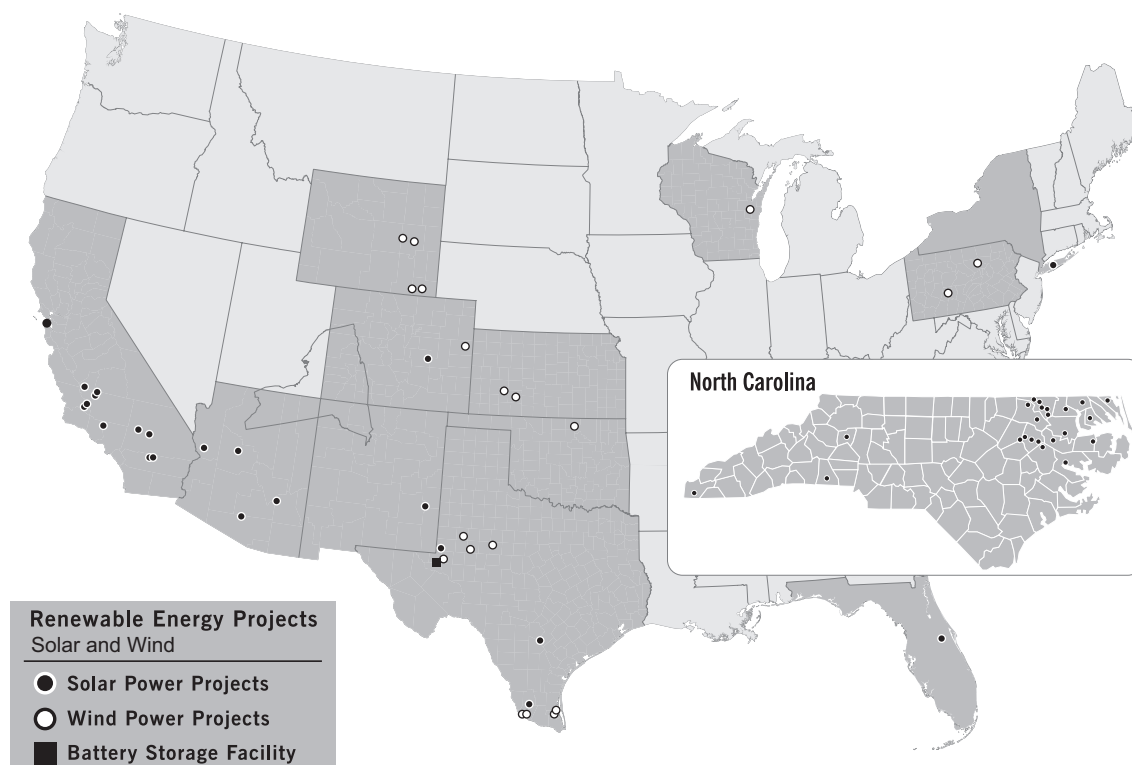 North Carolina
Renewable Energy Projects
Solar and Wind
Solar Power Projects
Wind Power Projects
Battery Storage Facility